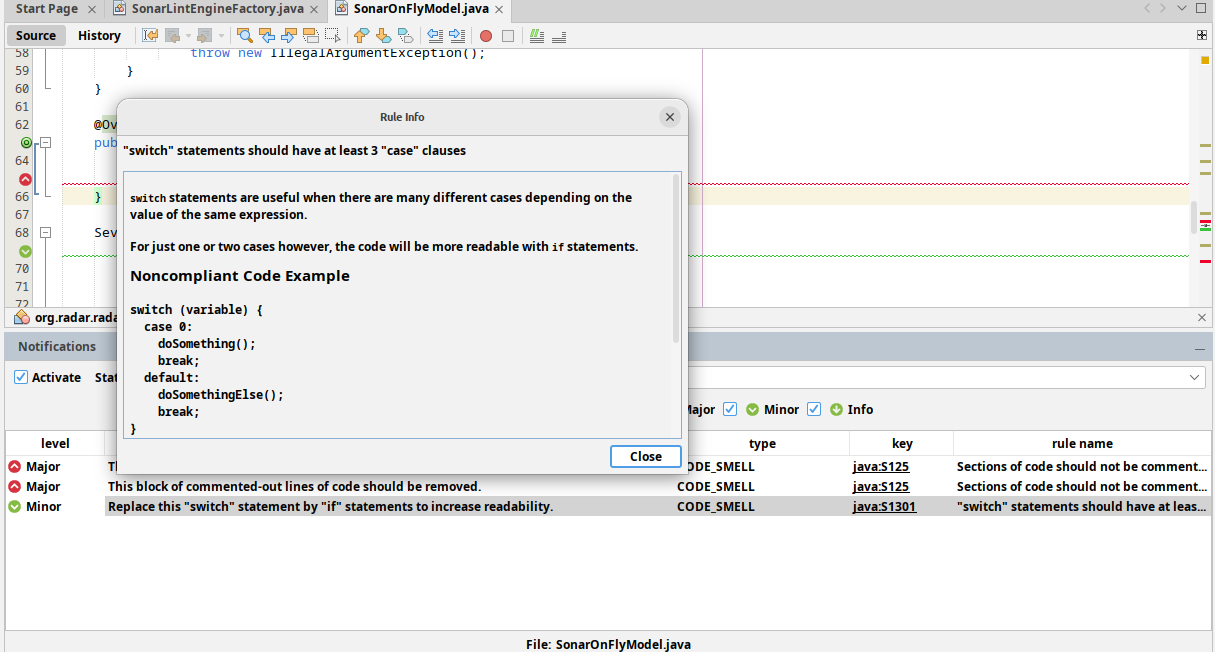 Start Page
SonarLintEngineFactory.java
SonarOnFlyModel.java
Source
History
58 throw new IllegalArgumentException();
59 }
60 }
61
62 @Ov
pub
64
66 }
67
68 Sev
70
71
72
org.radar.rada
Rule Info
"switch" statements should have at least 3 "case" clauses
switch statements are useful when there are many different cases depending on the
value of the same expression.
For just one or two cases however, the code will be more readable with if statements.
Noncompliant Code Example
switch (variable) {
case 0:
doSomething();
break;
default:
doSomethingElse();
break;
}
Close
Notifications
Activate Stat
Major Minor Info
level type key rule name
Major Th CODE_SMELL java:S125 Sections of code should not be comment...
Major This block of commented-out lines of code should be removed. CODE_SMELL java:S125 Sections of code should not be comment...
Minor Replace this "switch" statement by "if" statements to increase readability. CODE_SMELL java:S1301 "switch" statements should have at leas...
File: SonarOnFlyModel.java